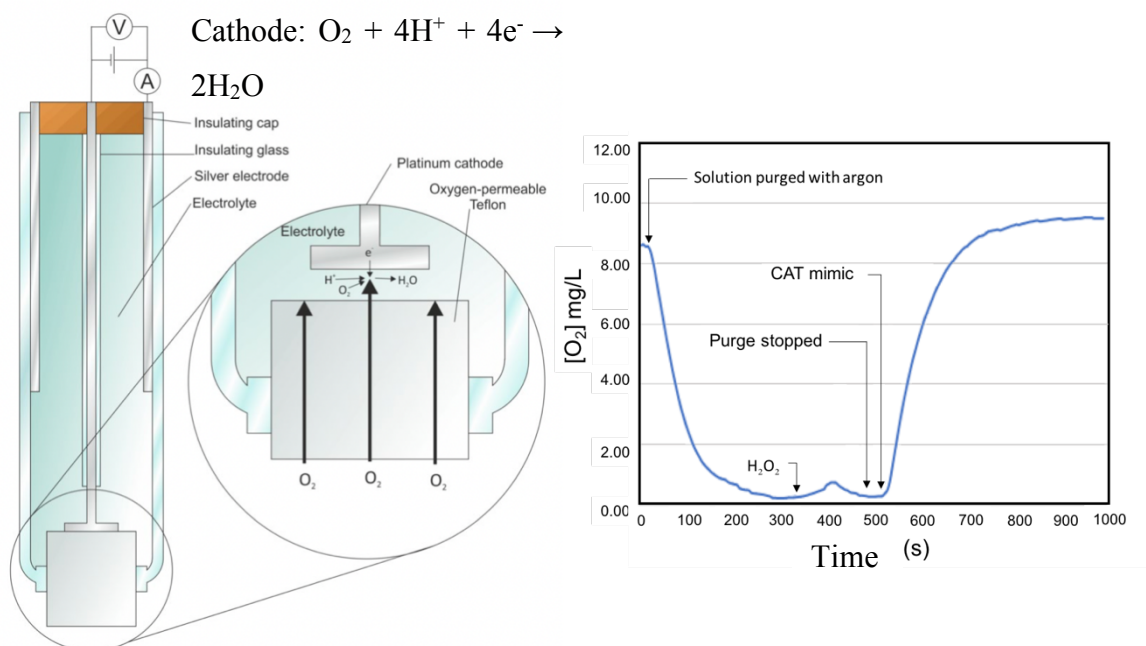 Cathode: O₂ + 4H⁺ + 4e⁻ →
2H₂O
V
A
Insulating cap
Insulating glass
Silver electrode
Electrolyte
Platinum cathode
Oxygen-permeable
Teflon
Electrolyte
e⁻
H⁺
H₂O
O₂
O₂
O₂
O₂
12.00
10.00
8.00
6.00
4.00
2.00
0.00
[O₂] mg/L
Solution purged with argon
CAT mimic
Purge stopped
H₂O₂
0 100 200 300 400 500 600 700 800 900 1000
Time (s)